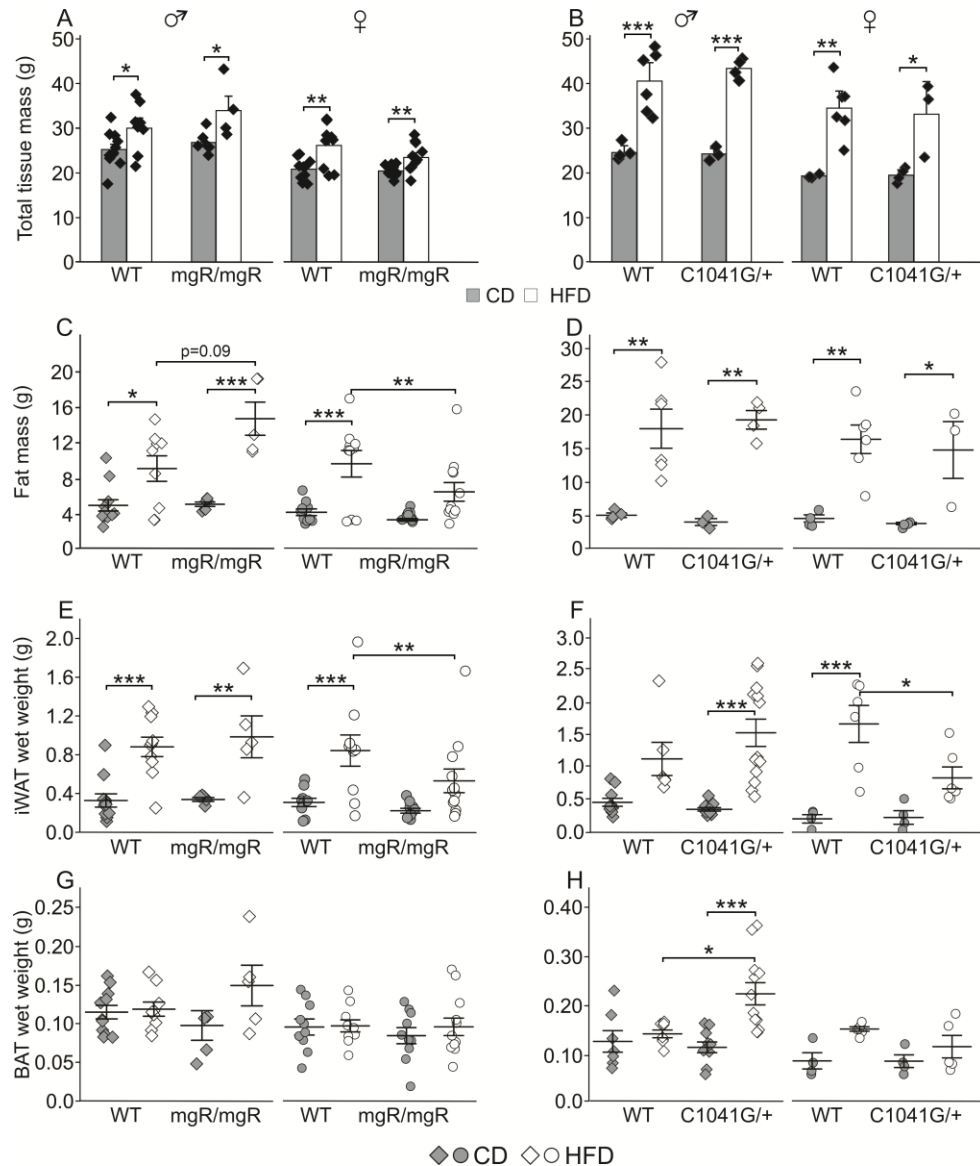 A ♂ ♀
Total tissue mass (g)
50
40
30
20
10
0
* * ** **
WT mgR/mgR WT mgR/mgR
B ♂ ♀
50
40
30
20
10
0
*** *** ** *
WT C1041G/+ WT C1041G/+
CD HFD
C
Fat mass (g)
20
16
12
8
4
0
p=0.09
* *** *** **
WT mgR/mgR WT mgR/mgR
D
30
25
20
15
10
5
0
** ** ** *
WT C1041G/+ WT C1041G/+
E
iWAT wet weight (g)
2.0
1.6
1.2
0.8
0.4
0.0
*** ** *** **
WT mgR/mgR WT mgR/mgR
F
3.0
2.5
2.0
1.5
1.0
0.5
0.0
*** *** *
WT C1041G/+ WT C1041G/+
G
BAT wet weight (g)
0.25
0.20
0.15
0.10
0.05
0.00
WT mgR/mgR WT mgR/mgR
H
0.40
0.30
0.20
0.10
0.0
***
*
WT C1041G/+ WT C1041G/+
CD HFD